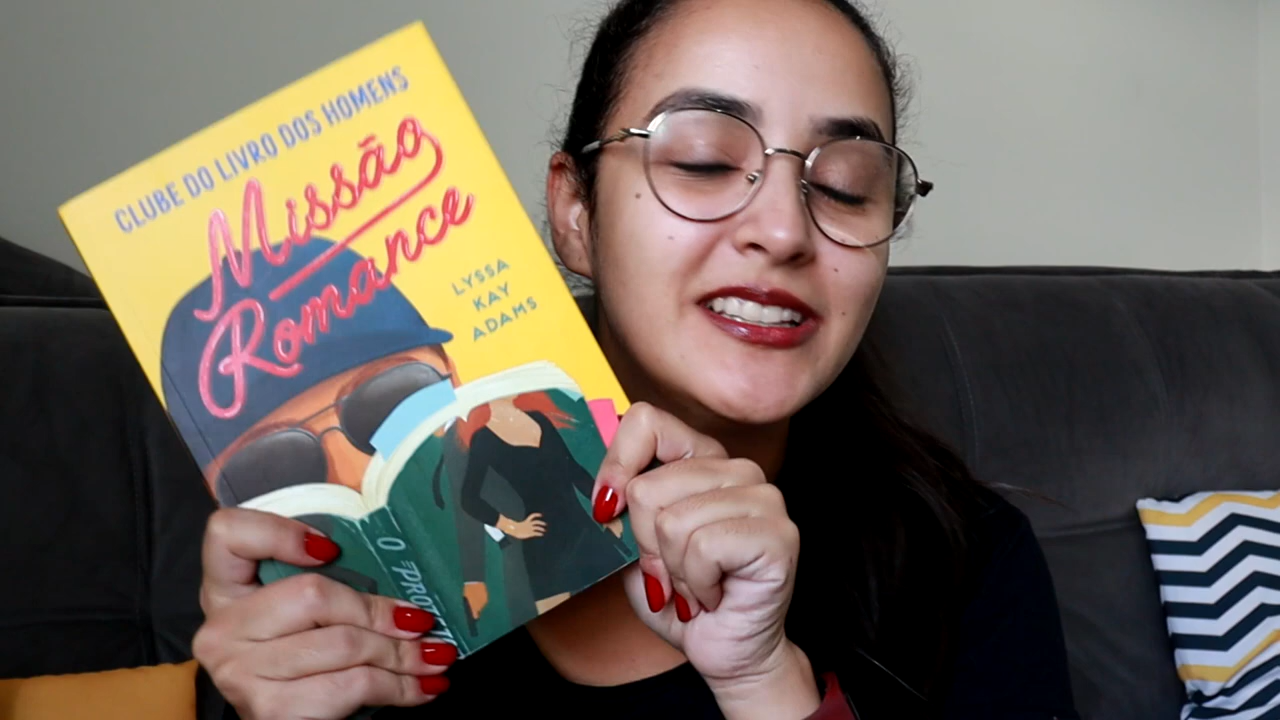 CLUBE DO LIVRO DOS HOMENS
Missão
Romance
LYSSA
KAY
ADAMS
O